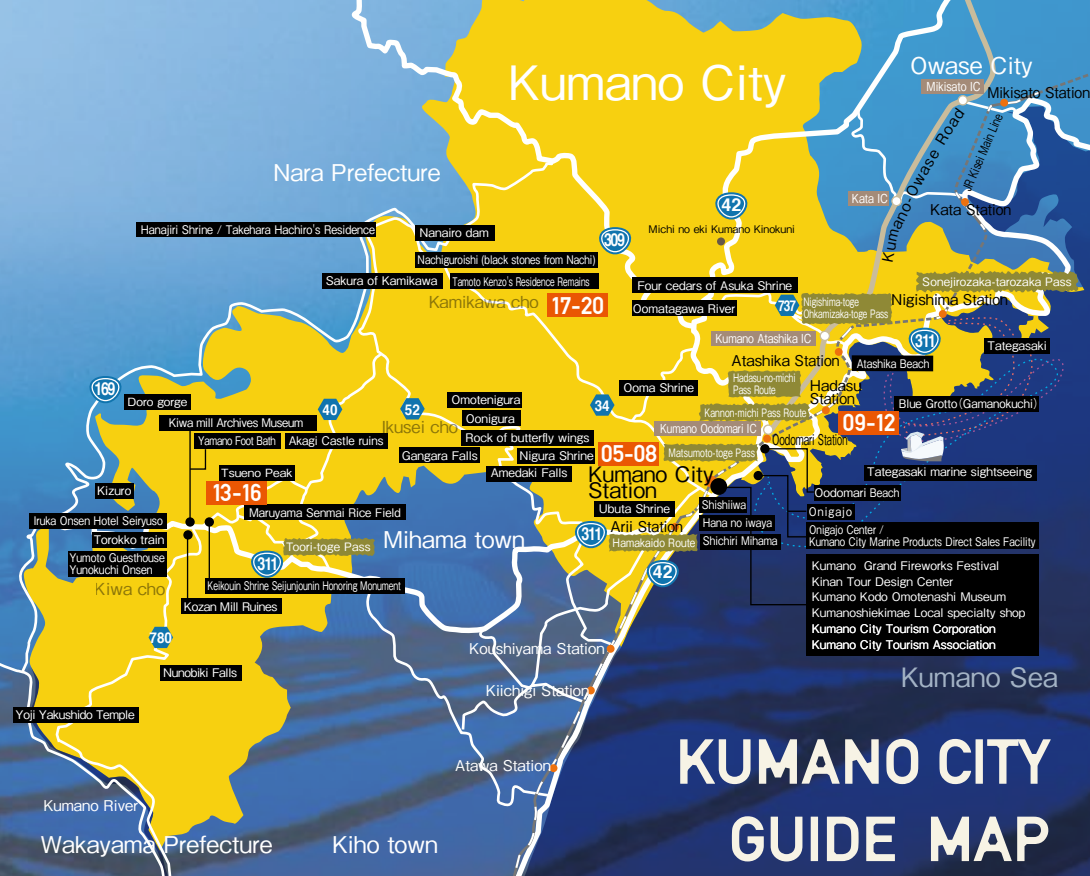 Kumano City
Owase City
Mikisato IC
Mikisato Station
Kumano-Owase Road
JR Kisei Main Line
Nara Prefecture
Kata IC
Kata Station
42
Michi no eki Kumano Kinokuni
Hanajiri Shrine / Takehara Hachiro's Residence
Nanairo dam
309
Nachiguroishi (black stones from Nachi)
Sakura of Kamikawa
Tamoto Kenzo's Residence Remains
Kamikawa cho
17-20
Four cedars of Asuka Shrine
Oomatagawa River
737
Nigishima-toge
Ohkamizaka-toge Pass
Sonejirozaka-tarozaka Pass
Nigishima Station
Kumano Atashika IC
311
Tategasaki
Atashika Station
Atashika Beach
169
Doro gorge
Hadasu-no-michi
Pass Route
Hadasu
Station
Ooma Shrine
34
Omotenigura
40
52
Kannon-michi Pass Route
Blue Grotto (Gamanokuchi)
09-12
Kiwa mill Archives Museum
Oonigura
Ikusei cho
Kumano Oodomari IC
Oodomari Station
Yamano Foot Bath
Akagi Castle ruins
Rock of butterfly wings
Gangara Falls
Nigura Shrine
05-08
Matsumoto-toge Pass
Tsueno Peak
Amedaki Falls
Kumano City
Station
Tategasaki marine sightseeing
Kizuro
13-16
Oodomari Beach
Maruyama Senmai Rice Field
Ubuta Shrine
Shishiiwa
Onigajo
Iruka Onsen Hotel Seiryuso
Arii Station
Hana no iwaya
Torokko train
311
Hamakaido Route
Shichiri Mihama
Onigajo Center /
Kumano City Marine Products Direct Sales Facility
Mihama town
Toori-toge Pass
Yumoto Guesthouse
Yunokuchi Onsen
311
42
Kumano Grand Fireworks Festival
Kinan Tour Design Center
Kumano Kodo Omotenashi Museum
Kumanoshiekimae Local specialty shop
Kumano City Tourism Corporation
Kumano City Tourism Association
Kiwa cho
Keikouin Shrine Seijunjounin Honoring Monument
Kozan Mill Ruines
780
Koushiyama Station
Nunobiki Falls
Kumano Sea
Kiichigi Station
Yoji Yakushido Temple
Atawa Station
KUMANO CITY
Kumano River
GUIDE MAP
Wakayama Prefecture
Kiho town